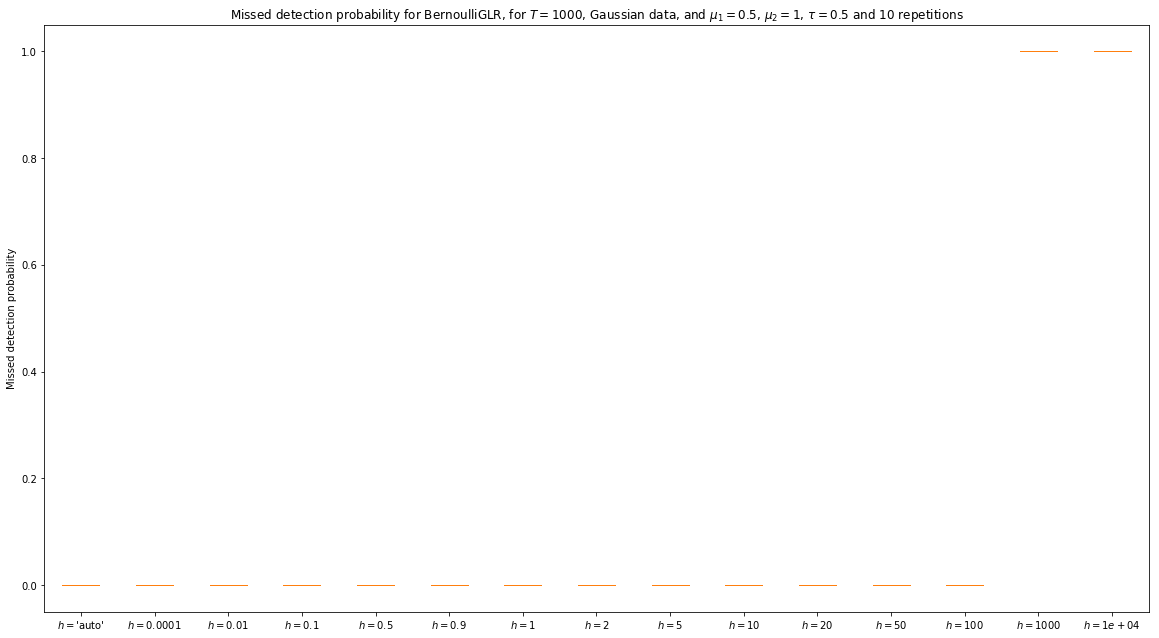 Missed detection probability for BernoulliGLR, for T = 1000, Gaussian data, and μ₁ = 0.5, μ₂ = 1, τ = 0.5 and 10 repetitions
1.0
0.8
0.6
0.4
0.2
0.0
Missed detection probability
h = 'auto' h = 0.0001 h = 0.01 h = 0.1 h = 0.5 h = 0.9 h = 1 h = 2 h = 5 h = 10 h = 20 h = 50 h = 100 h = 1000 h = 1e + 04